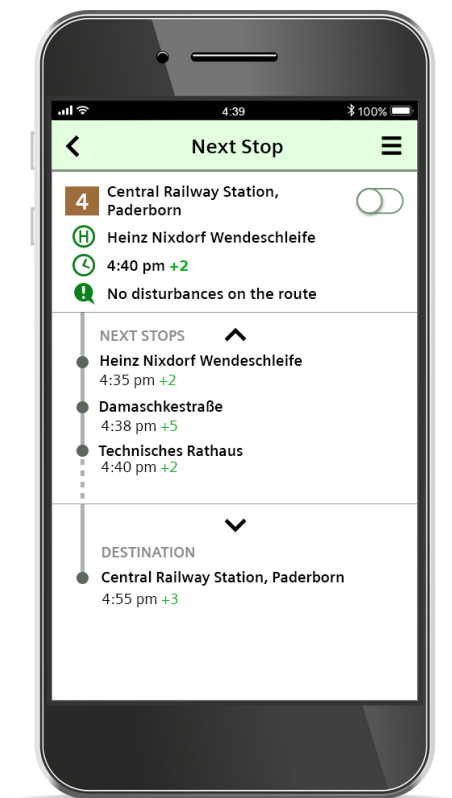 4:39
100%
Next Stop
4
Central Railway Station,
Paderborn
H
Heinz Nixdorf Wendeschleife
4:40 pm +2
No disturbances on the route
NEXT STOPS
Heinz Nixdorf Wendeschleife
4:35 pm +2
Damaschkestraße
4:38 pm +5
Technisches Rathaus
4:40 pm +2
DESTINATION
Central Railway Station, Paderborn
4:55 pm +3